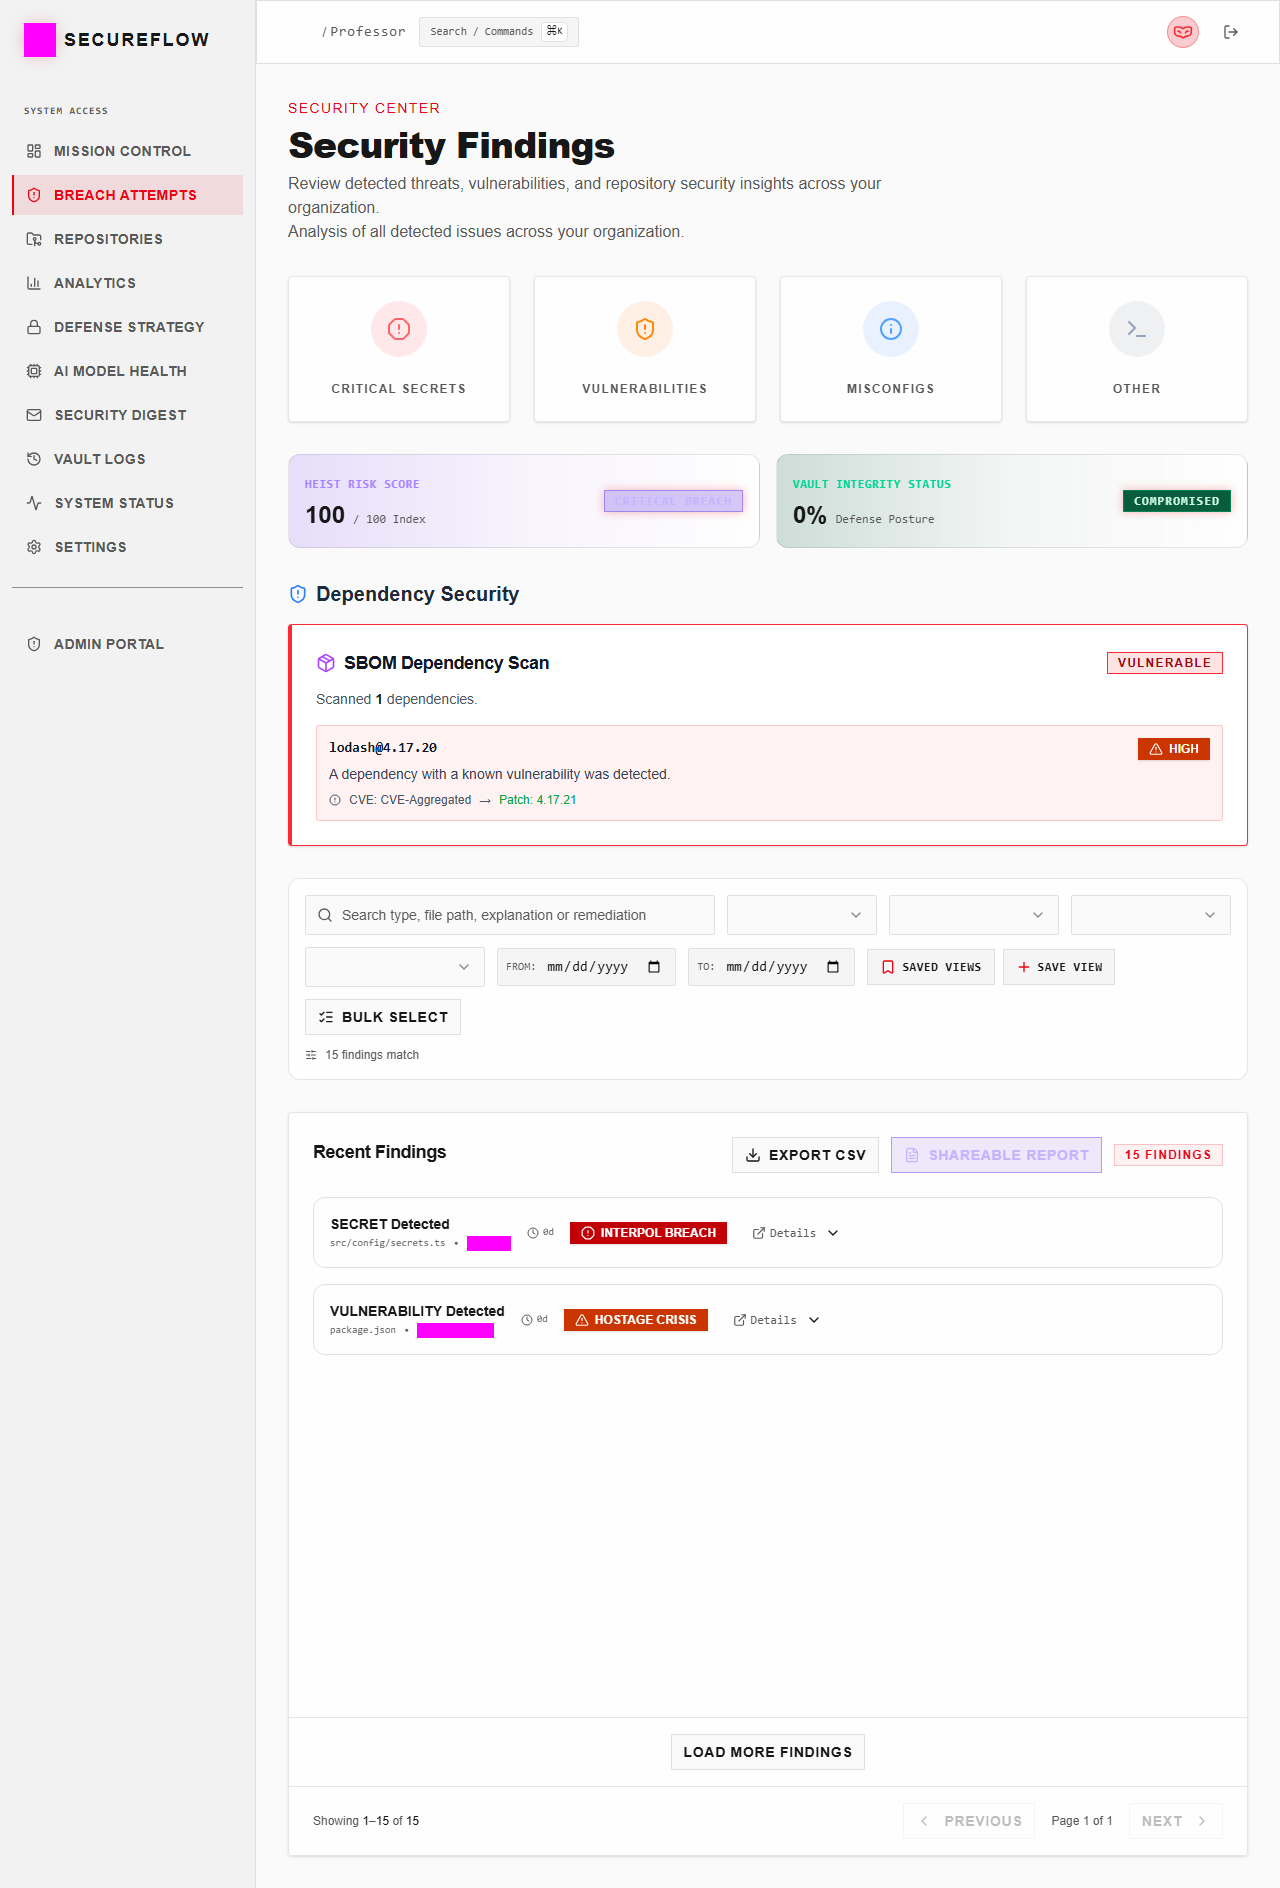 SECUREFLOW
SYSTEM ACCESS
MISSION CONTROL
BREACH ATTEMPTS
REPOSITORIES
ANALYTICS
DEFENSE STRATEGY
AI MODEL HEALTH
SECURITY DIGEST
VAULT LOGS
SYSTEM STATUS
SETTINGS
ADMIN PORTAL
/Professor
Search / Commands ⌘K
SECURITY CENTER
Security Findings
Review detected threats, vulnerabilities, and repository security insights across your
organization.
Analysis of all detected issues across your organization.
CRITICAL SECRETS
VULNERABILITIES
MISCONFIGS
OTHER
HEIST RISK SCORE
100 / 100 Index
CRITICAL BREACH
VAULT INTEGRITY STATUS
0% Defense Posture
COMPROMISED
Dependency Security
SBOM Dependency Scan
VULNERABLE
Scanned 1 dependencies.
lodash@4.17.20
HIGH
A dependency with a known vulnerability was detected.
CVE: CVE-Aggregated → Patch: 4.17.21
Search type, file path, explanation or remediation
FROM: mm/dd/yyyy
TO: mm/dd/yyyy
SAVED VIEWS
SAVE VIEW
BULK SELECT
15 findings match
Recent Findings
EXPORT CSV
SHAREABLE REPORT
15 FINDINGS
SECRET Detected
src/config/secrets.ts •
0d
INTERPOL BREACH
Details
VULNERABILITY Detected
package.json •
0d
HOSTAGE CRISIS
Details
LOAD MORE FINDINGS
Showing 1–15 of 15
PREVIOUS
Page 1 of 1
NEXT